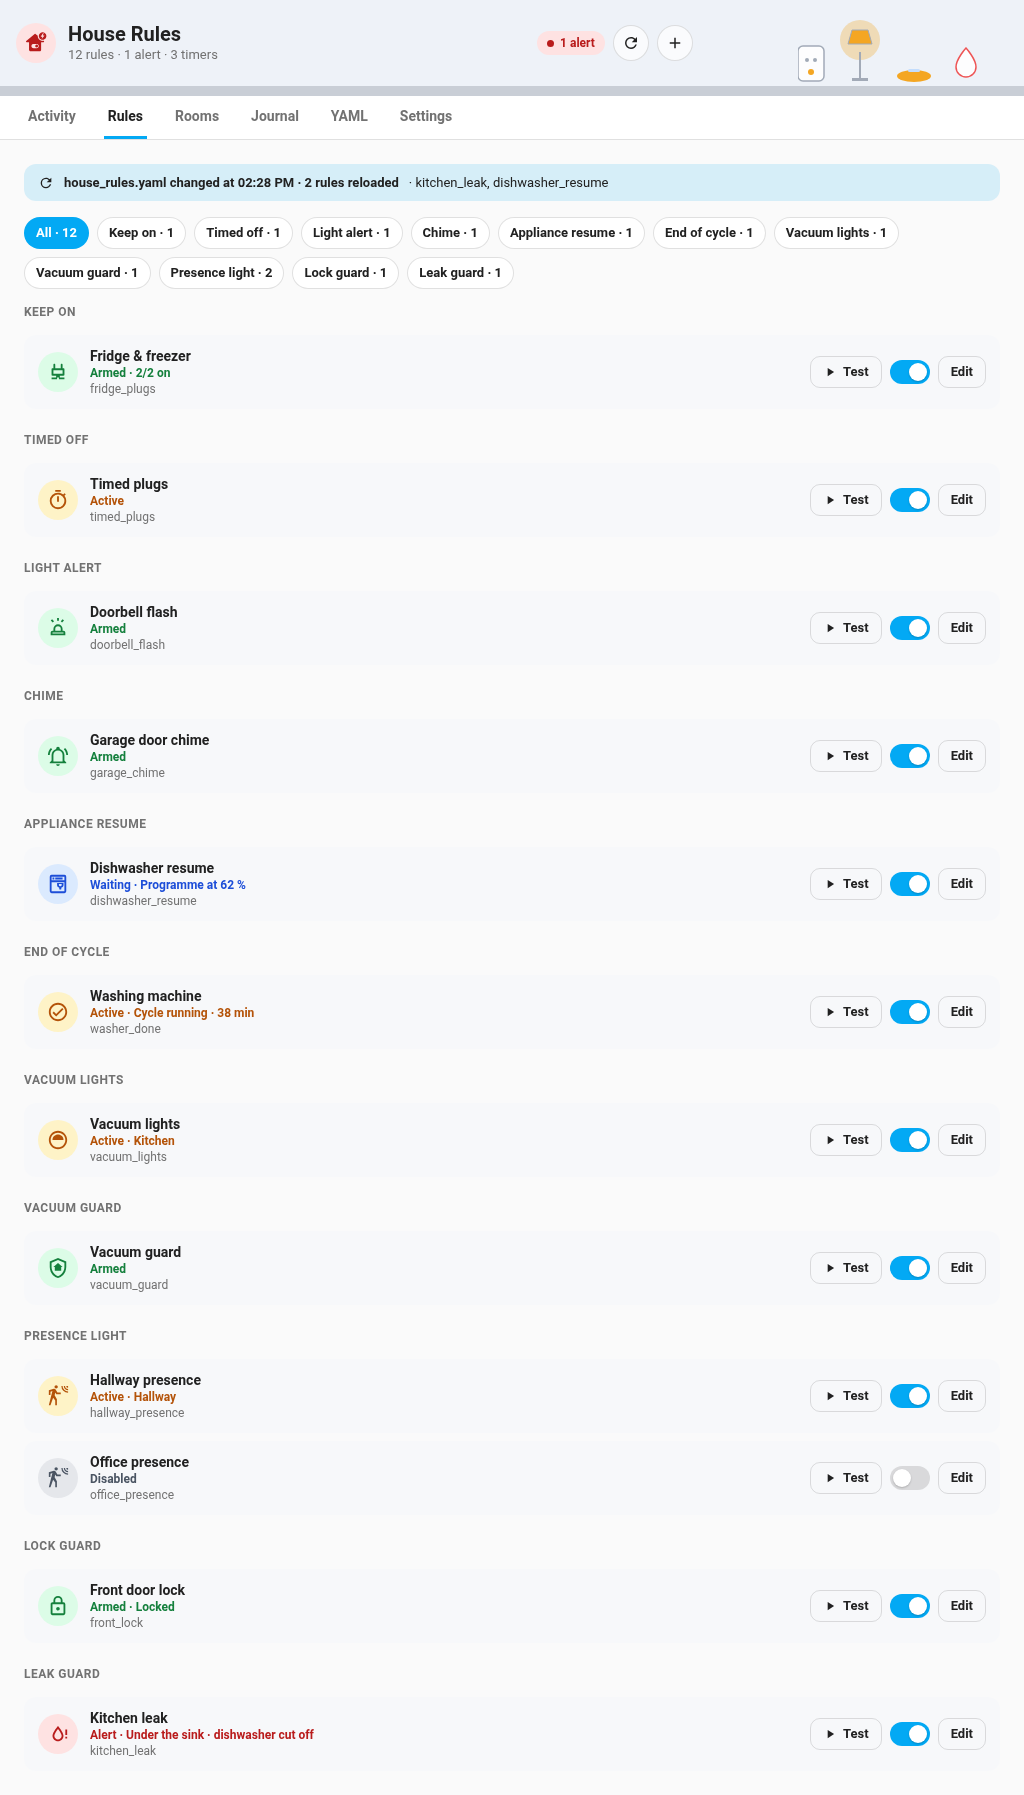 House Rules
12 rules · 1 alert · 3 timers
1 alert
Activity
Rules
Rooms
Journal
YAML
Settings
house_rules.yaml changed at 02:28 PM · 2 rules reloaded · kitchen_leak, dishwasher_resume
All · 12
Keep on · 1
Timed off · 1
Light alert · 1
Chime · 1
Appliance resume · 1
End of cycle · 1
Vacuum lights · 1
Vacuum guard · 1
Presence light · 2
Lock guard · 1
Leak guard · 1
KEEP ON
Fridge & freezer
Armed · 2/2 on
fridge_plugs
Test
Edit
TIMED OFF
Timed plugs
Active
timed_plugs
Test
Edit
LIGHT ALERT
Doorbell flash
Armed
doorbell_flash
Test
Edit
CHIME
Garage door chime
Armed
garage_chime
Test
Edit
APPLIANCE RESUME
Dishwasher resume
Waiting · Programme at 62 %
dishwasher_resume
Test
Edit
END OF CYCLE
Washing machine
Active · Cycle running · 38 min
washer_done
Test
Edit
VACUUM LIGHTS
Vacuum lights
Active · Kitchen
vacuum_lights
Test
Edit
VACUUM GUARD
Vacuum guard
Armed
vacuum_guard
Test
Edit
PRESENCE LIGHT
Hallway presence
Active · Hallway
hallway_presence
Test
Edit
Office presence
Disabled
office_presence
Test
Edit
LOCK GUARD
Front door lock
Armed · Locked
front_lock
Test
Edit
LEAK GUARD
Kitchen leak
Alert · Under the sink · dishwasher cut off
kitchen_leak
Test
Edit